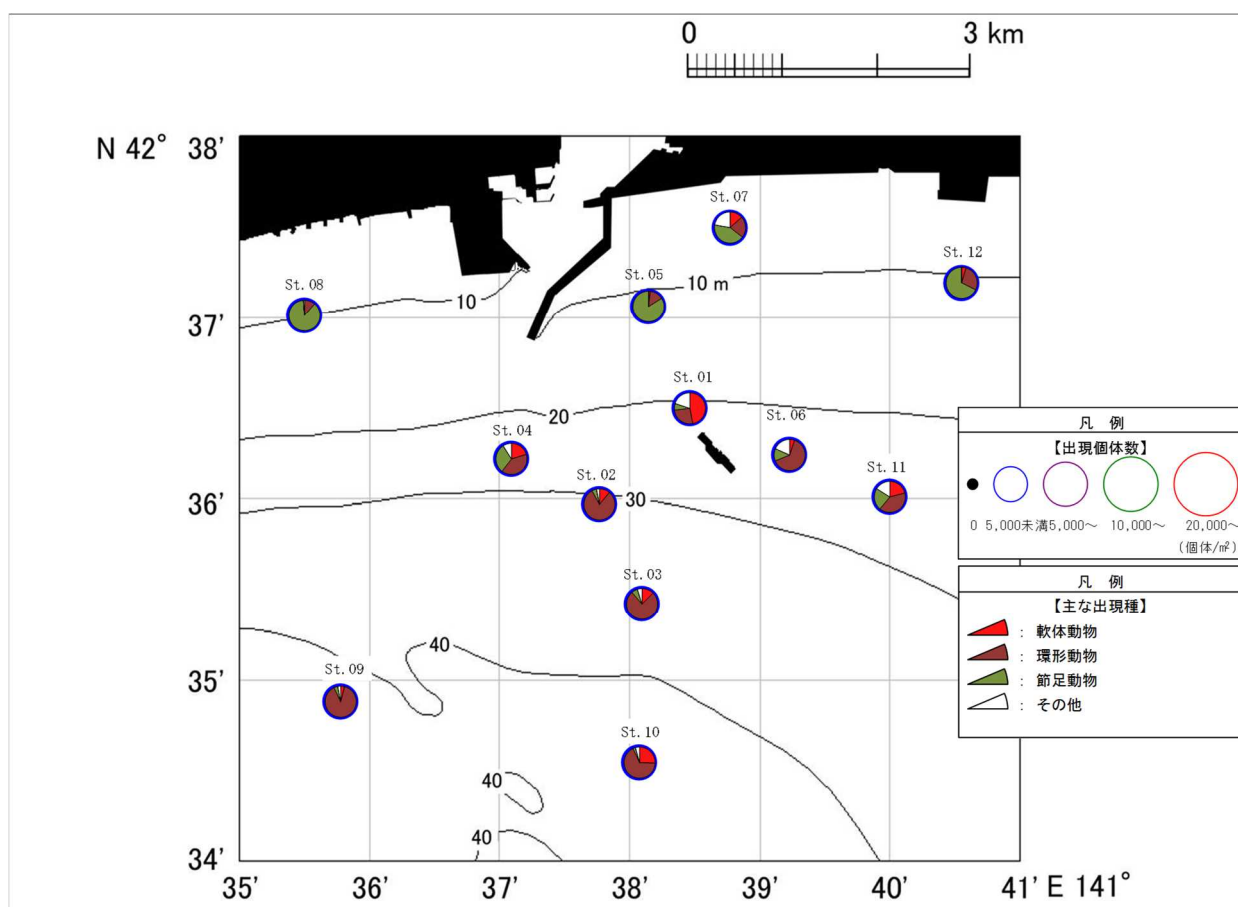 0 3 km
N 42° 38'
St.07
St.12
St.05
St.08
10 m
10
37'
St.01
20
St.06
St.04
St.11
St.02
36'
30
St.03
40
St.09
35'
St.10
40
40
34'
35' 36' 37' 38' 39' 40' 41' E 141°
凡 例
【出現個体数】
0 5,000未満 5,000～ 10,000～ 20,000～
(個体/㎡)
凡 例
【主な出現種】
： 軟体動物
： 環形動物
： 節足動物
： その他